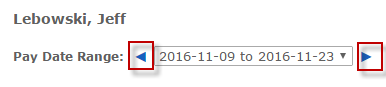 Lebowski, Jeff
Pay Date Range: ◄ 2016-11-09 to 2016-11-23 ▼ ►